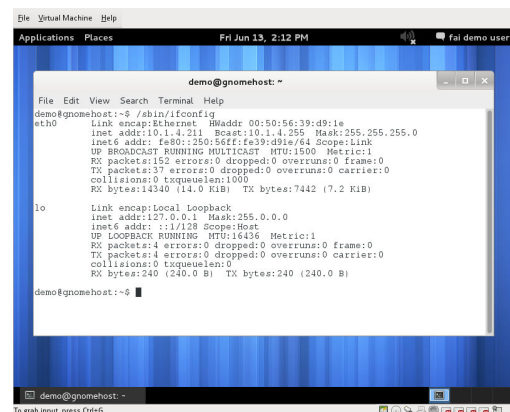 File Virtual Machine Help
Applications Places Fri Jun 13, 2:12 PM fai demo user
demo@gnomehost: ~
File Edit View Search Terminal Help
demo@gnomehost:~$ /sbin/ifconfig
eth0 Link encap:Ethernet HWaddr 00:50:56:39:d9:1e
inet addr:10.1.4.211 Bcast:10.1.4.255 Mask:255.255.255.0
inet6 addr: fe80::250:56ff:fe39:d91e/64 Scope:Link
UP BROADCAST RUNNING MULTICAST MTU:1500 Metric:1
RX packets:152 errors:0 dropped:0 overruns:0 frame:0
TX packets:37 errors:0 dropped:0 overruns:0 carrier:0
collisions:0 txqueuelen:1000
RX bytes:14340 (14.0 KiB) TX bytes:7442 (7.2 KiB)
lo Link encap:Local Loopback
inet addr:127.0.0.1 Mask:255.0.0.0
inet6 addr: ::1/128 Scope:Host
UP LOOPBACK RUNNING MTU:16436 Metric:1
RX packets:4 errors:0 dropped:0 overruns:0 frame:0
TX packets:4 errors:0 dropped:0 overruns:0 carrier:0
collisions:0 txqueuelen:0
RX bytes:240 (240.0 B) TX bytes:240 (240.0 B)
demo@gnomehost:~$
demo@gnomehost: ~
To grab input, press Ctrl+G